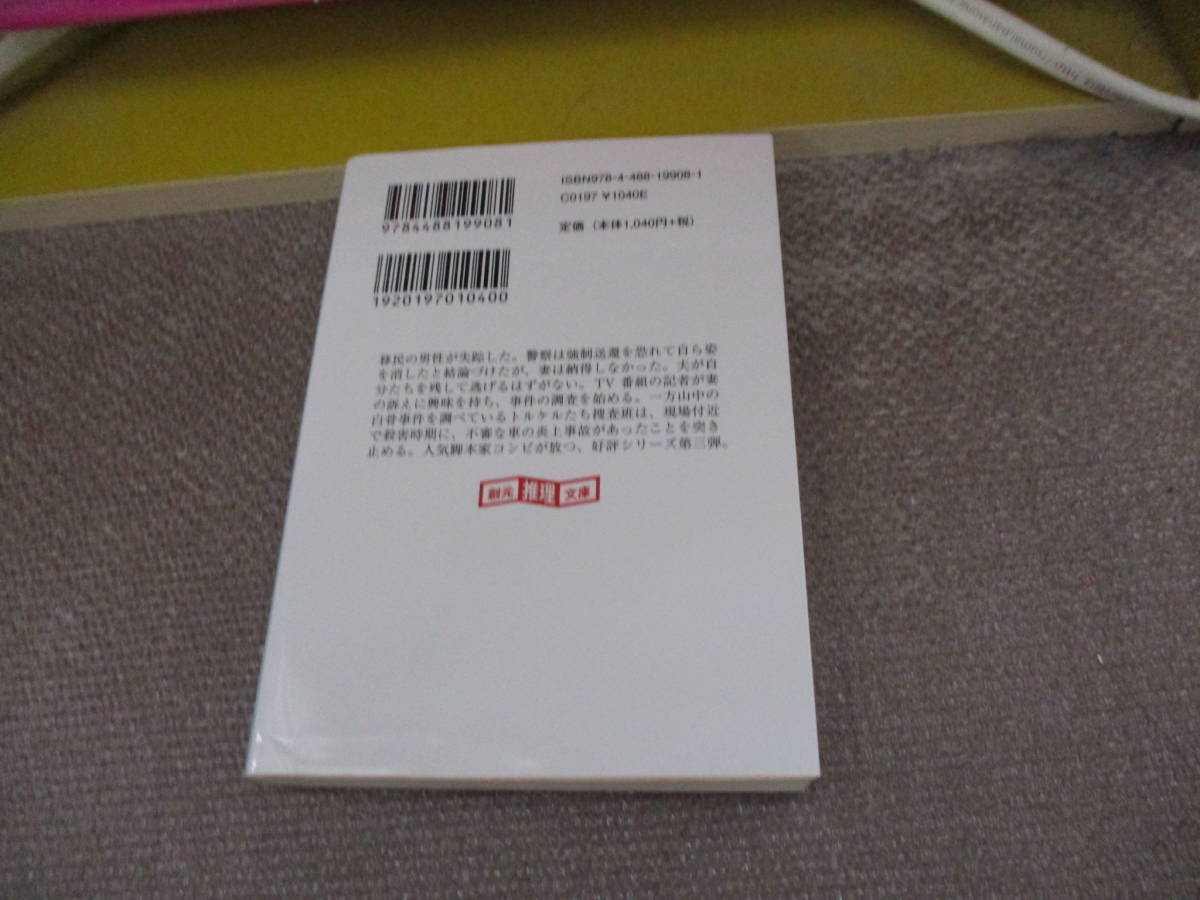 ISBN978-4-488-19908-1
C0197 ¥1040E
定価（本体1,040円+税）
9784488199081
1920197010400
移民の男性が失踪した。警察は強制送還を恐れて自ら姿
を消したと結論づけたが、妻は納得しなかった。夫が自
分たちを残して逃げるはずがない。TV番組の記者が妻
の訴えに興味を持ち、事件の調査を始める。一方山中の
白骨事件を調べているトルケルたち捜査班は、現場付近
で殺害時期に、不審な車の炎上事故があったことを突き
止める。人気脚本家コンビが放つ、好評シリーズ第三弾。
創元推理文庫